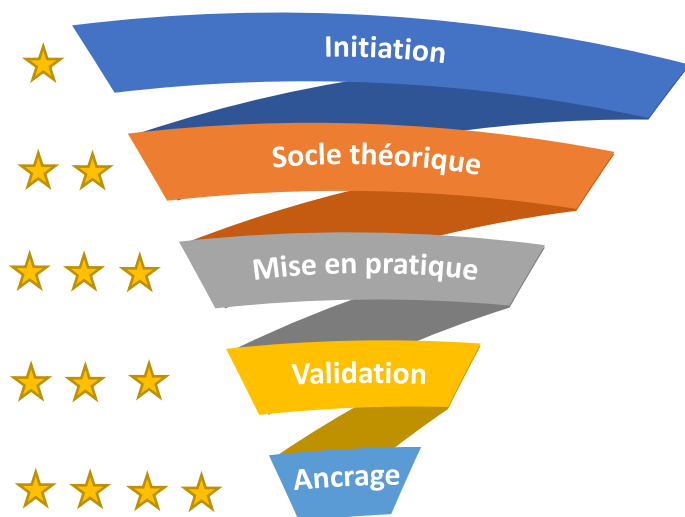 Initiation
Socle théorique
Mise en pratique
Validation
Ancrage